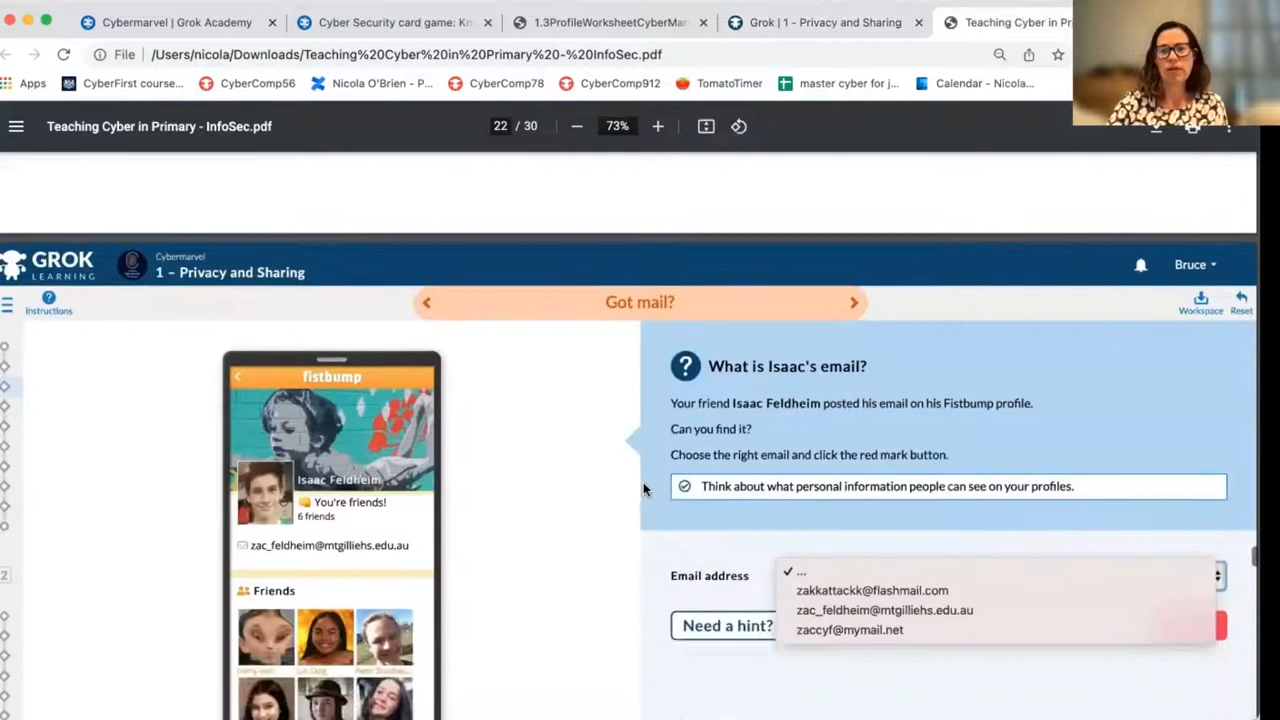 Cybermarvel | Grok Academy
Cyber Security card game: Kn
1.3ProfileWorksheetCyberMar
Grok | 1 - Privacy and Sharing
Teaching Cyber in Pr
File
/Users/nicola/Downloads/Teaching%20Cyber%20in%20Primary%20-%20InfoSec.pdf
Apps
CyberFirst course...
CyberComp56
Nicola O'Brien - P...
CyberComp78
CyberComp912
TomatoTimer
master cyber for j...
Calendar - Nicola...
Teaching Cyber in Primary - InfoSec.pdf
22 / 30
73%
GROK
LEARNING
Cybermarvel
1 – Privacy and Sharing
Bruce
Instructions
Got mail?
Workspace
Reset
fistbump
Isaac Feldheim
You're friends!
6 friends
zac_feldheim@mtgilliehs.edu.au
Friends
2
What is Isaac's email?
Your friend Isaac Feldheim posted his email on his Fistbump profile.
Can you find it?
Choose the right email and click the red mark button.
Think about what personal information people can see on your profiles.
Email address
...
zakkattackk@flashmail.com
zac_feldheim@mtgilliehs.edu.au
zaccyf@mymail.net
Need a hint?